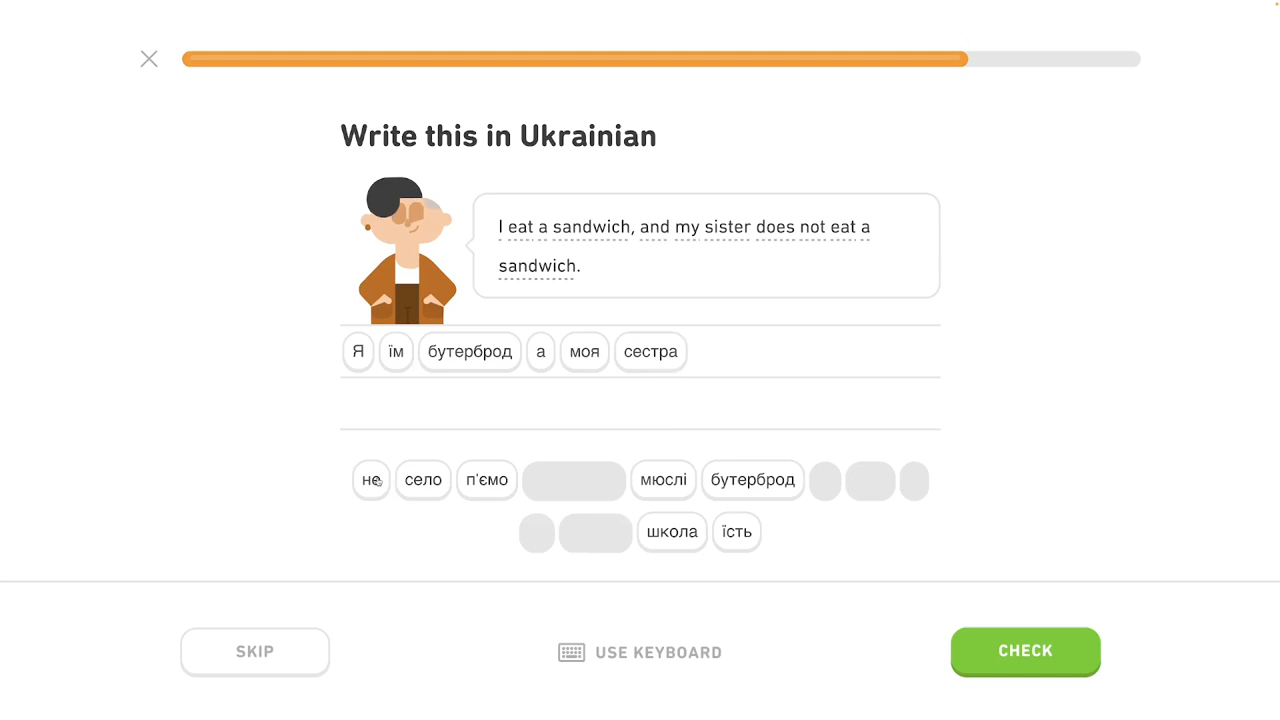 Write this in Ukrainian
I eat a sandwich, and my sister does not eat a
sandwich.
Я їм бутерброд а моя сестра
не село п'ємо мюслі бутерброд
школа їсть
SKIP USE KEYBOARD CHECK